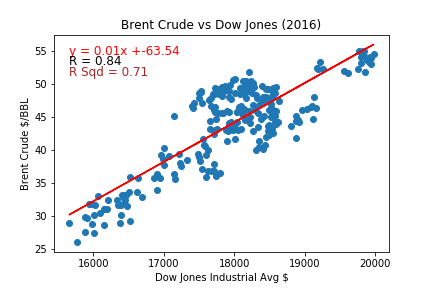 Brent Crude vs Dow Jones (2016)
y = 0.01x +-63.54
R = 0.84
R Sqd = 0.71
Brent Crude $/BBL
55
50
45
40
35
30
25
16000 17000 18000 19000 20000
Dow Jones Industrial Avg $